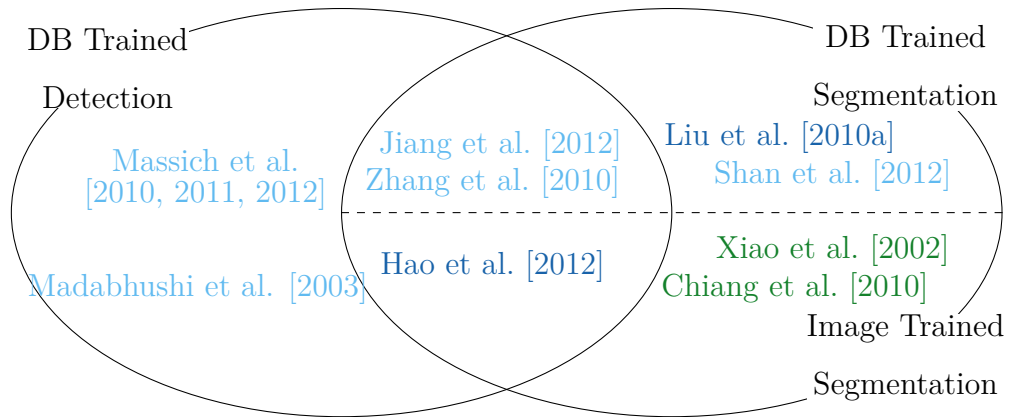 DB Trained
Detection
DB Trained
Segmentation
Massich et al.
[2010, 2011, 2012]
Madabhushi et al. [2003]
Jiang et al. [2012]
Zhang et al. [2010]
Hao et al. [2012]
Liu et al. [2010a]
Shan et al. [2012]
Xiao et al. [2002]
Chiang et al. [2010]
Image Trained
Segmentation